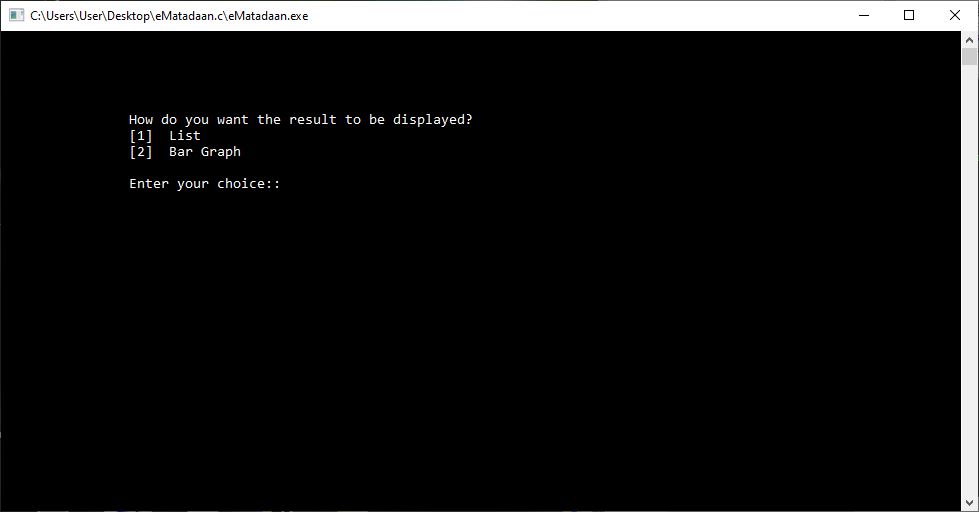 C:\Users\User\Desktop\eMatadaan.c\eMatadaan.exe
How do you want the result to be displayed?
[1]  List
[2]  Bar Graph
Enter your choice::